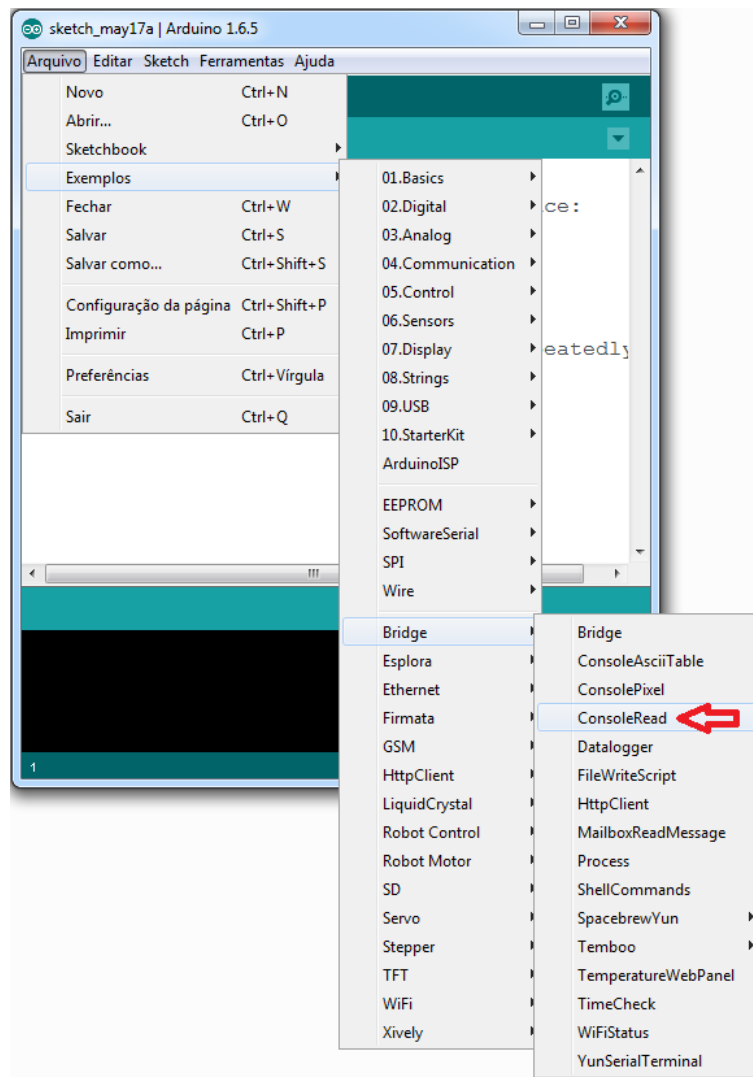 sketch_may17a | Arduino 1.6.5
Arquivo Editar Sketch Ferramentas Ajuda
Novo Ctrl+N
Abrir... Ctrl+O
Sketchbook
Exemplos
Fechar Ctrl+W
Salvar Ctrl+S
Salvar como... Ctrl+Shift+S
Configuração da página Ctrl+Shift+P
Imprimir Ctrl+P
Preferências Ctrl+Vírgula
Sair Ctrl+Q
01.Basics
02.Digital
03.Analog
04.Communication
05.Control
06.Sensors
07.Display
08.Strings
09.USB
10.StarterKit
ArduinoISP
EEPROM
SoftwareSerial
SPI
Wire
Bridge
Esplora
Ethernet
Firmata
GSM
HttpClient
LiquidCrystal
Robot Control
Robot Motor
SD
Servo
Stepper
TFT
WiFi
Xively
ce:
eatedly
Bridge
ConsoleAsciiTable
ConsolePixel
ConsoleRead
Datalogger
FileWriteScript
HttpClient
MailboxReadMessage
Process
ShellCommands
SpacebrewYun
Temboo
TemperatureWebPanel
TimeCheck
WiFiStatus
YunSerialTerminal
1